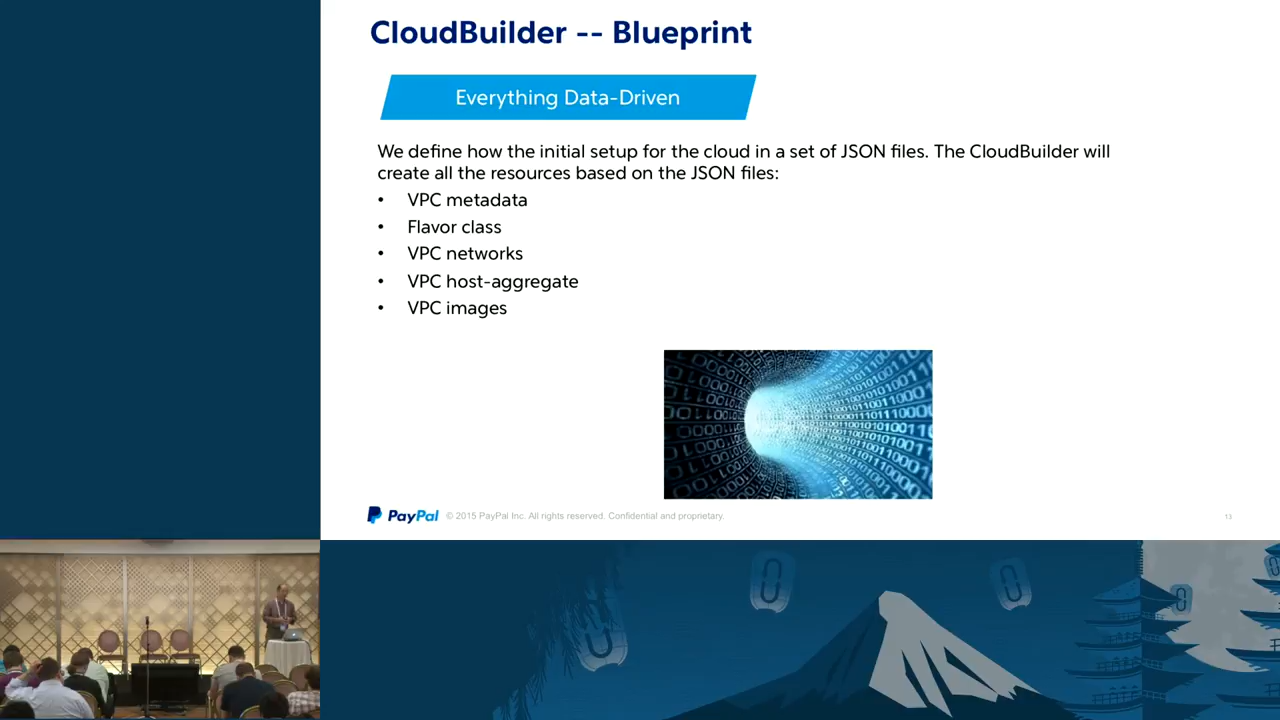 CloudBuilder -- Blueprint
Everything Data-Driven
We define how the initial setup for the cloud in a set of JSON files. The CloudBuilder will
create all the resources based on the JSON files:
• VPC metadata
• Flavor class
• VPC networks
• VPC host-aggregate
• VPC images
PayPal © 2015 PayPal Inc. All rights reserved. Confidential and proprietary.
13